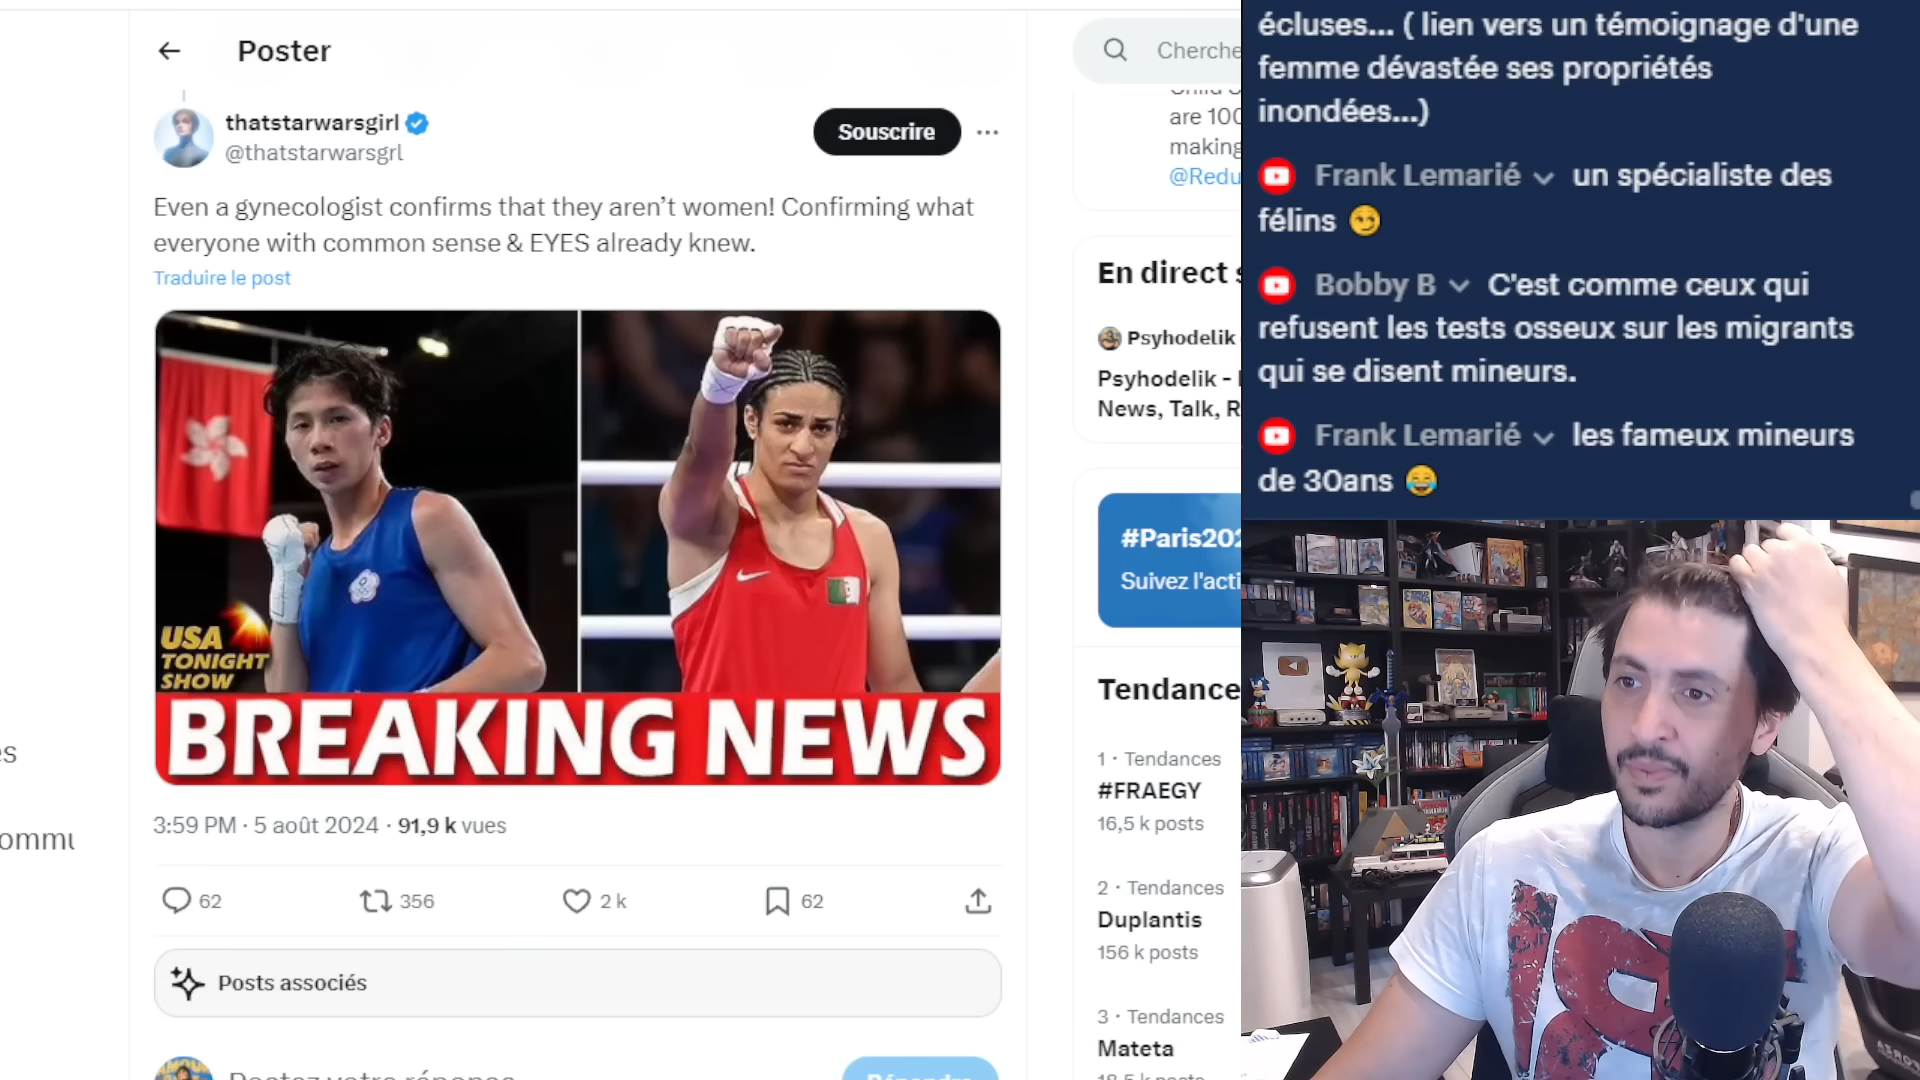 Poster
thatstarwarsgirl
@thatstarwarsgrl
Souscrire
Even a gynecologist confirms that they aren’t women! Confirming what
everyone with common sense & EYES already knew.
Traduire le post
USA
TONIGHT
SHOW
BREAKING NEWS
3:59 PM · 5 août 2024 · 91,9 k vues
62
356
2 k
62
Posts associés
Postez votre réponse
Répondre
Cherche
are 100
making
@Redu
En direct s
Psyhodelik
Psyhodelik -
News, Talk, R
#Paris202
Suivez l'acti
Tendance
1 · Tendances
#FRAEGY
16,5 k posts
2 · Tendances
Duplantis
156 k posts
3 · Tendances
Mateta
18,5 k posts
écluses... ( lien vers un témoignage d'une
femme dévastée ses propriétés
inondées...)
Frank Lemarié un spécialiste des
félins 😏
Bobby B C'est comme ceux qui
refusent les tests osseux sur les migrants
qui se disent mineurs.
Frank Lemarié les fameux mineurs
de 30ans 😂